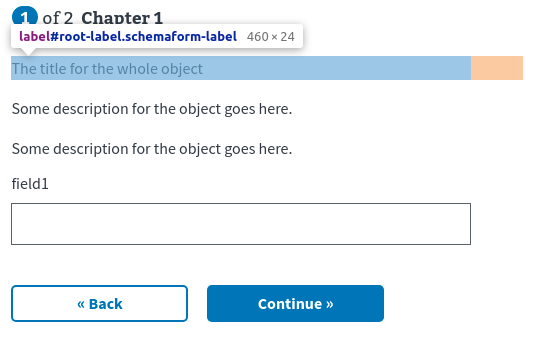 1 of 2 Chapter 1
label#root-label.schemaform-label 460 × 24
The title for the whole object
Some description for the object goes here.
Some description for the object goes here.
field1
« Back
Continue »